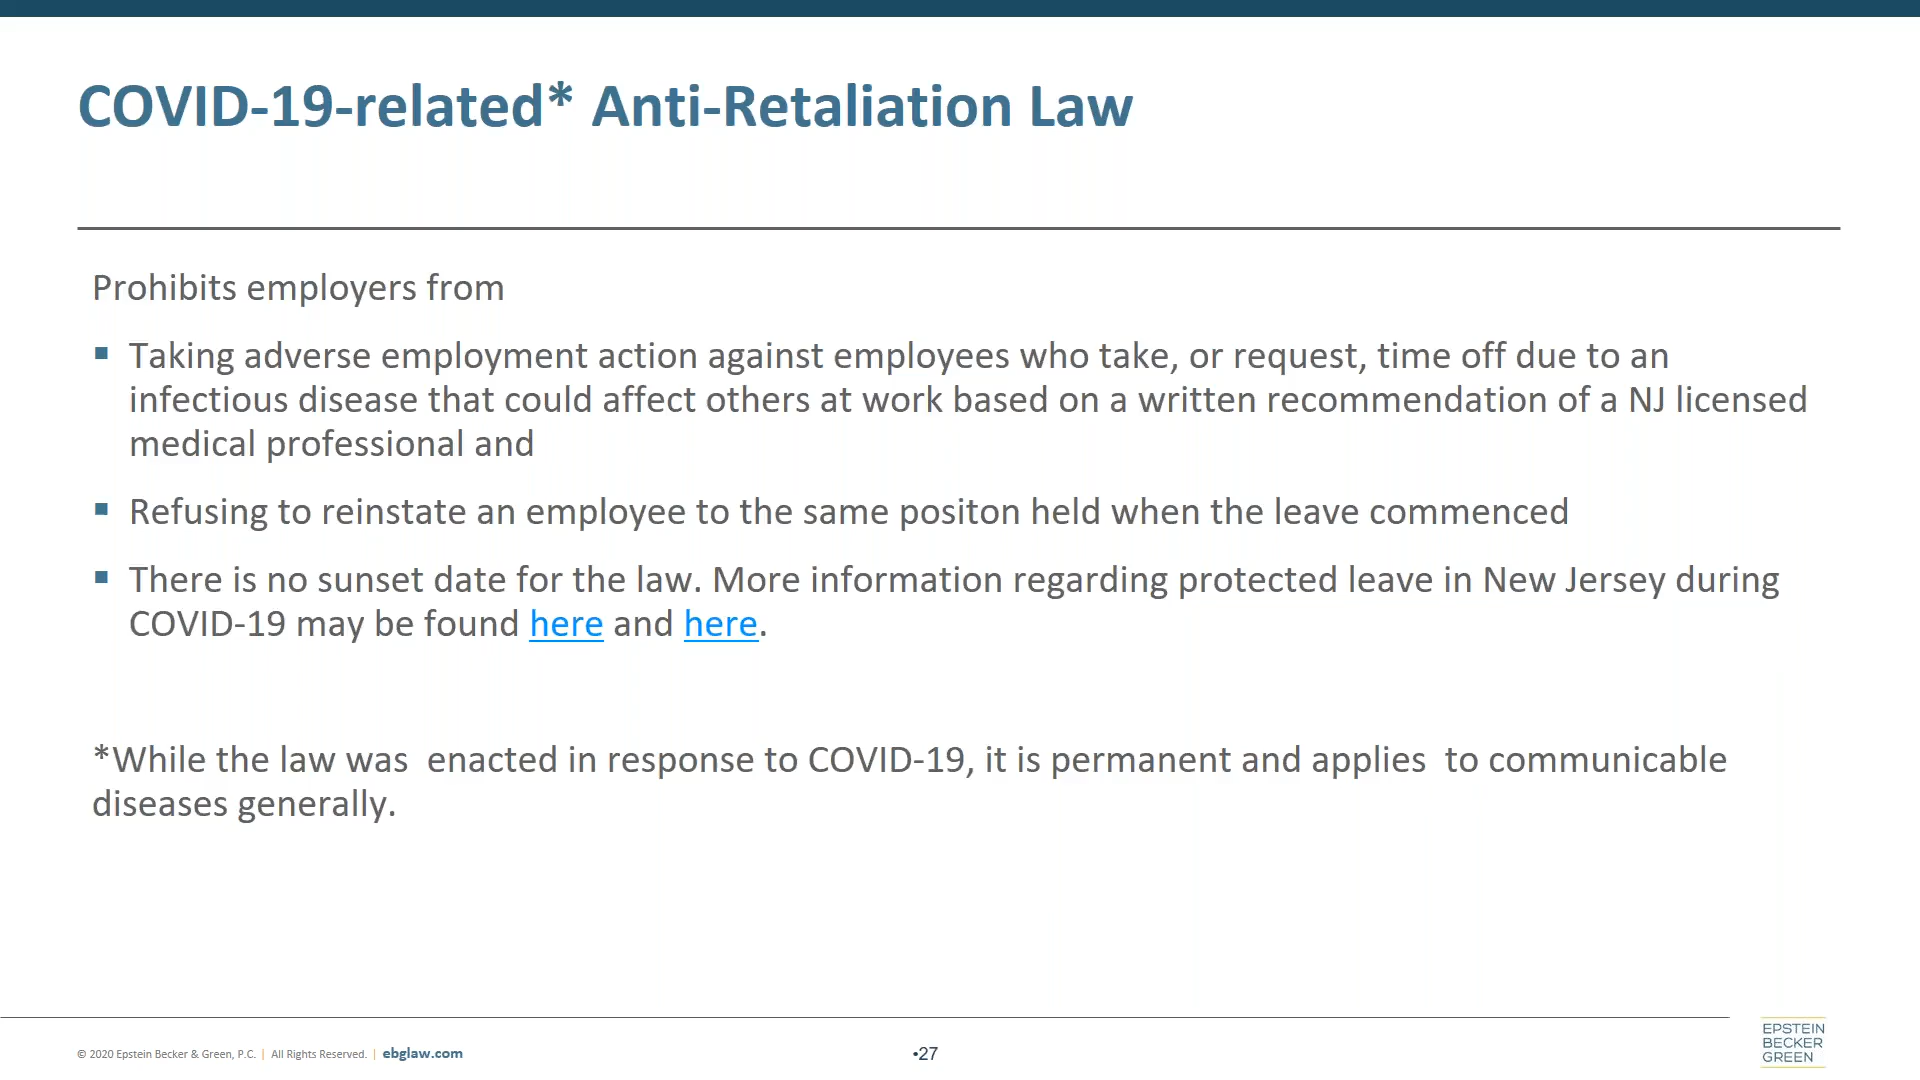 COVID-19-related* Anti-Retaliation Law
Prohibits employers from
▪ Taking adverse employment action against employees who take, or request, time off due to an
infectious disease that could affect others at work based on a written recommendation of a NJ licensed
medical professional and
▪ Refusing to reinstate an employee to the same positon held when the leave commenced
▪ There is no sunset date for the law. More information regarding protected leave in New Jersey during
COVID-19 may be found here and here.
*While the law was  enacted in response to COVID-19, it is permanent and applies  to communicable
diseases generally.
© 2020 Epstein Becker & Green, P.C. | All Rights Reserved. | ebglaw.com
•27
EPSTEIN
BECKER
GREEN